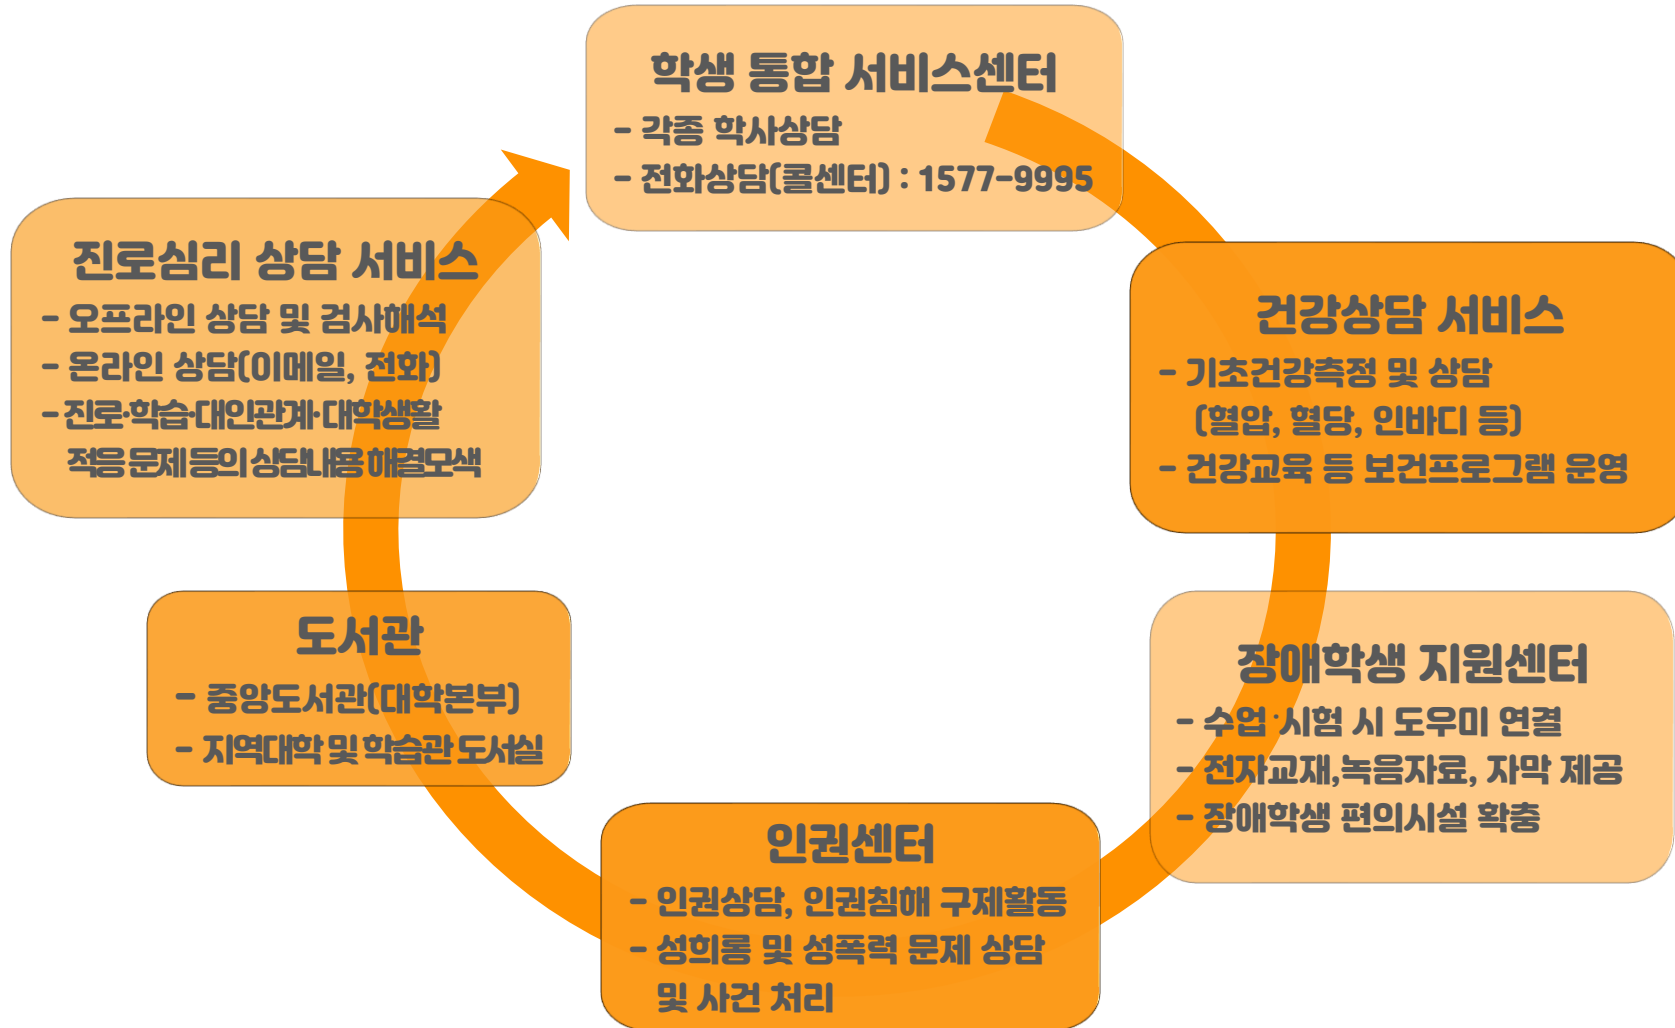 학생 통합 서비스센터
- 각종 학사상담
- 전화상담(콜센터) : 1577-9995
건강상담 서비스
- 기초건강측정 및 상담
(혈압, 혈당, 인바디 등)
- 건강교육 등 보건프로그램 운영
장애학생 지원센터
- 수업·시험 시 도우미 연결
- 전자교재,녹음자료, 자막 제공
- 장애학생 편의시설 확충
인권센터
- 인권상담, 인권침해 구제활동
- 성희롱 및 성폭력 문제 상담
및 사건 처리
도서관
- 중앙도서관(대학본부)
- 지역대학 및 학습관 도서실
진로심리 상담 서비스
- 오프라인 상담 및 검사해석
- 온라인 상담(이메일, 전화)
- 진로·학습·대인관계·대학생활
적응 문제 등의 상담내용 해결모색